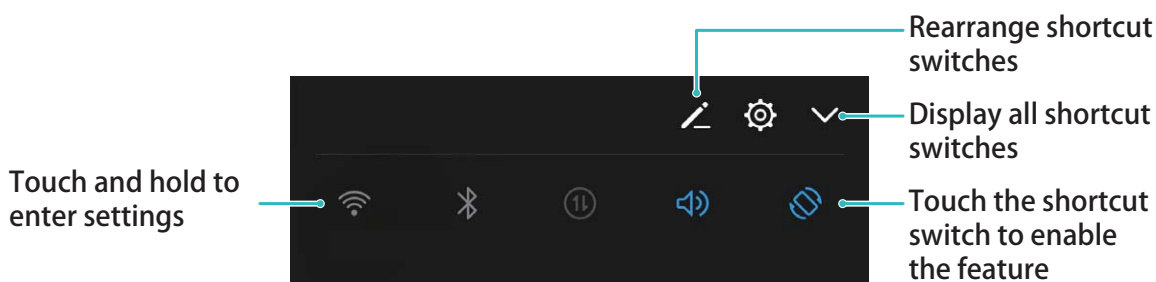 Rearrange shortcut
switches
Display all shortcut
switches
Touch and hold to
enter settings
Touch the shortcut
switch to enable
the feature